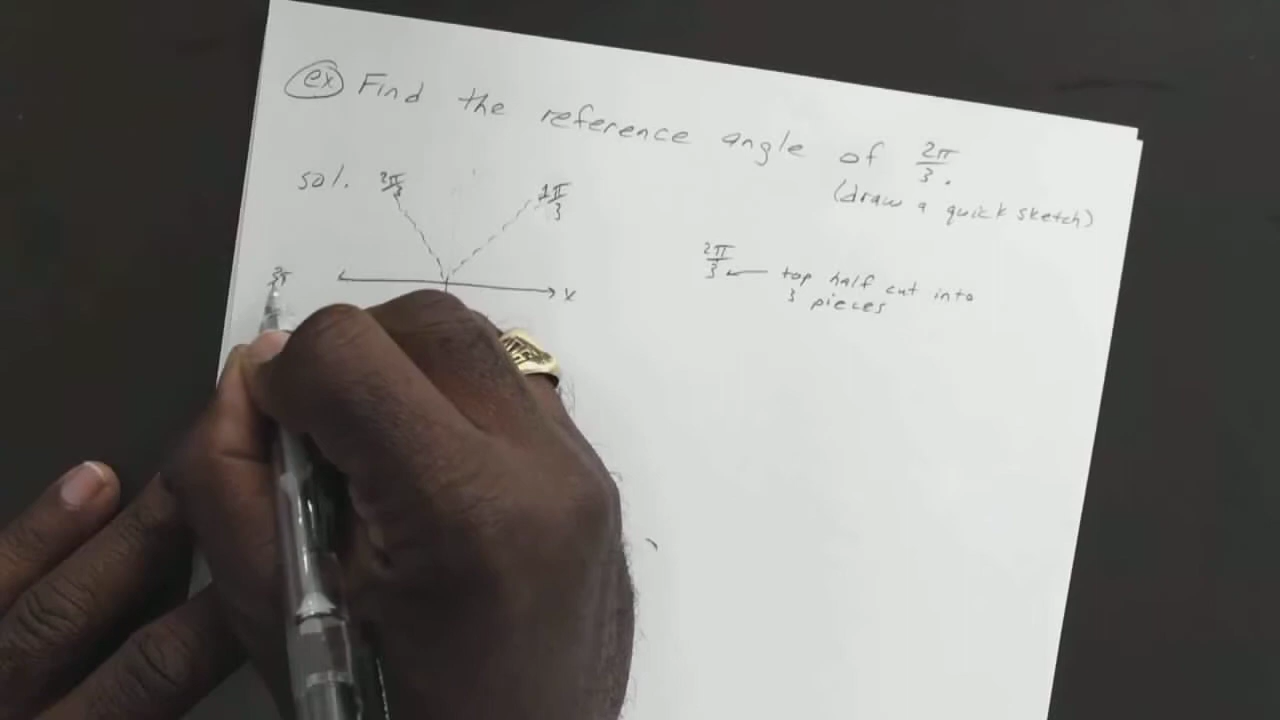 ex Find the reference angle of 2π/3.
(draw a quick sketch)
sol.
2π/3
1π/3
2π/3 ← top half cut into
3 pieces
3π/3
x